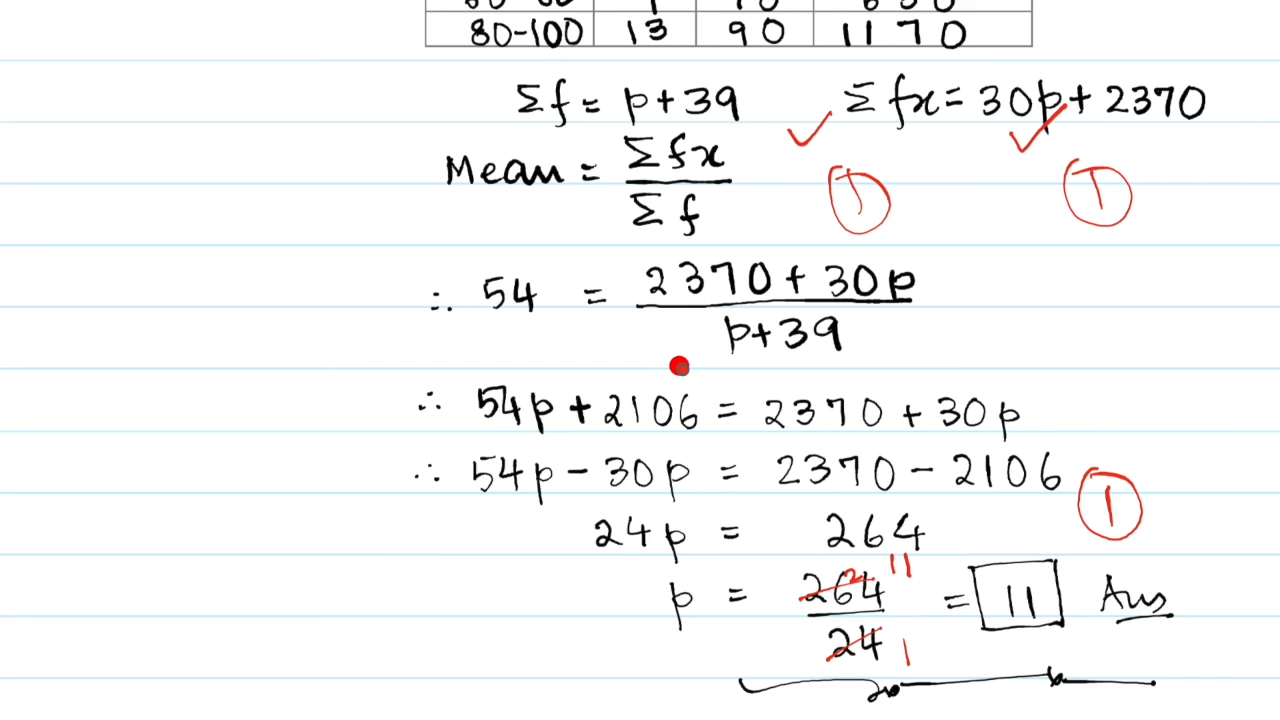 80-100 13 90 1170
Σf = p+39 Σfx = 30p + 2370
Mean = Σfx / Σf
① ①
∴ 54 = 2370 + 30p / p+39
∴ 54p + 2106 = 2370 + 30p
∴ 54p - 30p = 2370 - 2106
①
24p = 264
p = 264 / 24 = 11 Ans
11
1